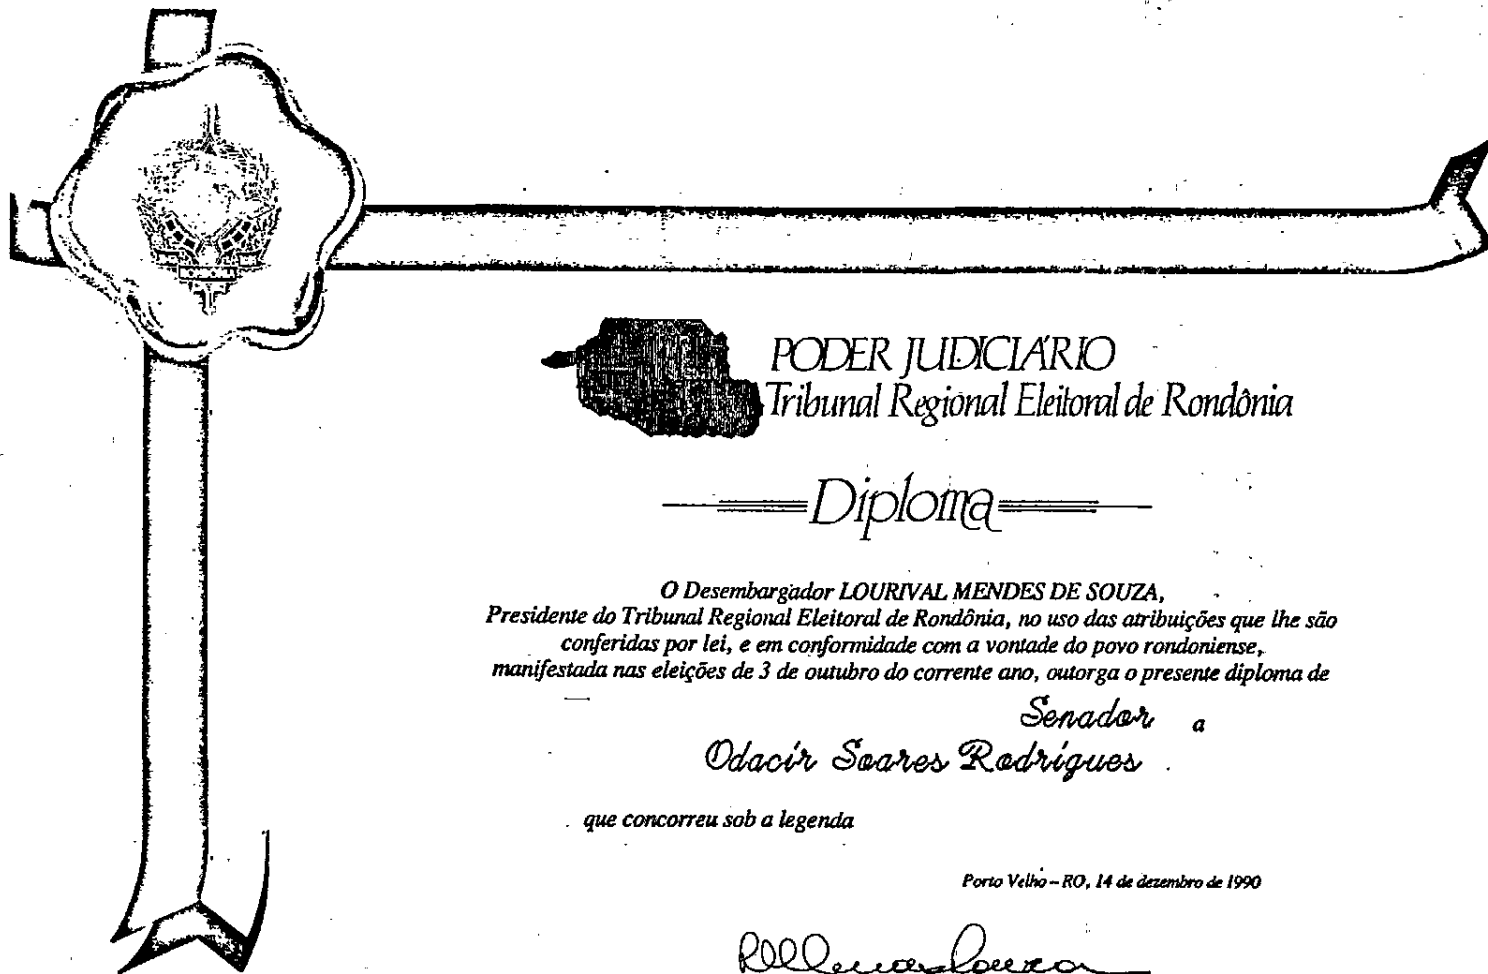 PODER JUDICIÁRIO
Tribunal Regional Eleitoral de Rondônia
Diploma
O Desembargador LOURIVAL MENDES DE SOUZA,
Presidente do Tribunal Regional Eleitoral de Rondônia, no uso das atribuições que lhe são
conferidas por lei, e em conformidade com a vontade do povo rondoniense,
manifestada nas eleições de 3 de outubro do corrente ano, outorga o presente diploma de
Senador a
Odacir Soares Rodrigues
que concorreu sob a legenda
Porto Velho – RO, 14 de dezembro de 1990